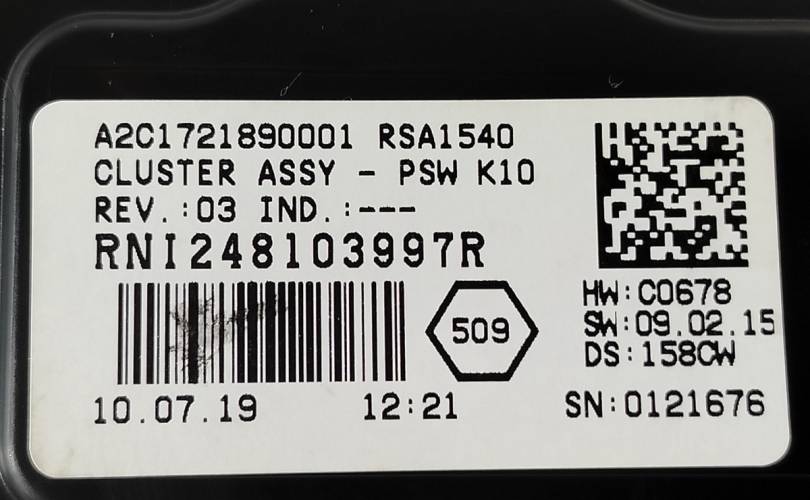 A2C1721890001 RSA1540
CLUSTER ASSY - PSW K10
REV.:03 IND.:---
RNI248103997R
509
HW:C0678
SW:09.02.15
DS:158CW
10.07.19 12:21 SN:0121676